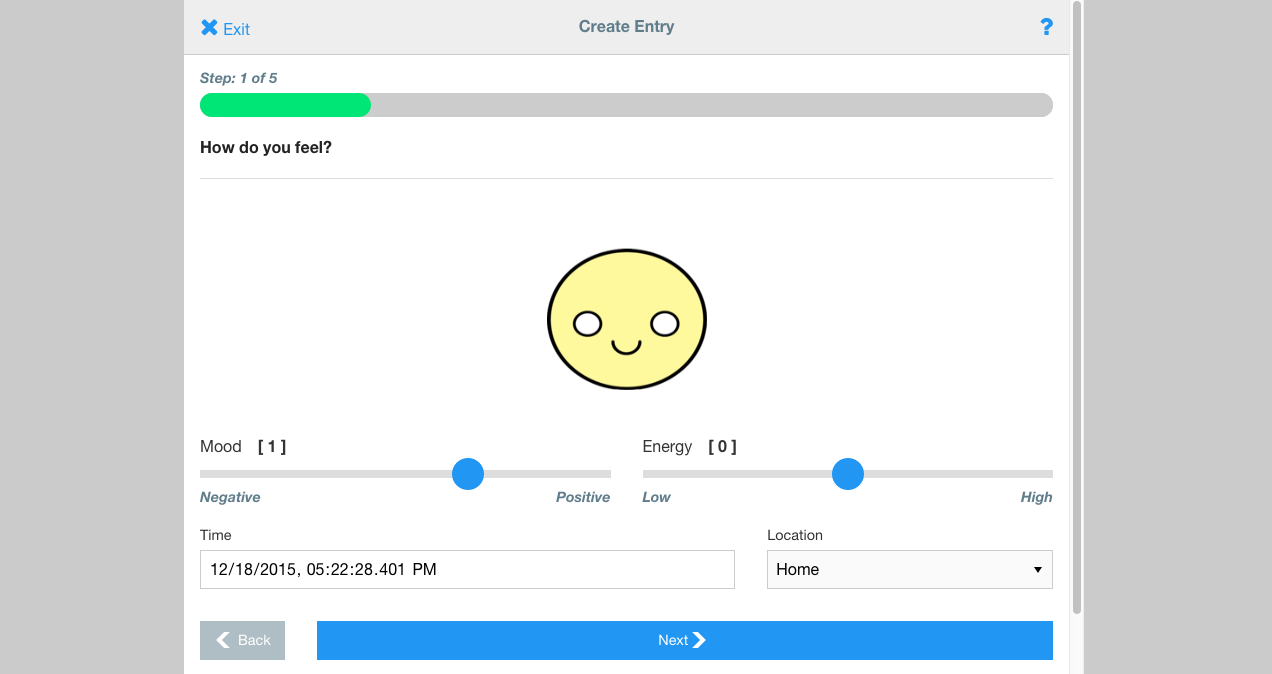 Exit
Create Entry
?
Step: 1 of 5
How do you feel?
Mood [ 1 ]
Energy [ 0 ]
Negative
Positive
Low
High
Time
Location
12/18/2015, 05:22:28.401 PM
Home
Back
Next